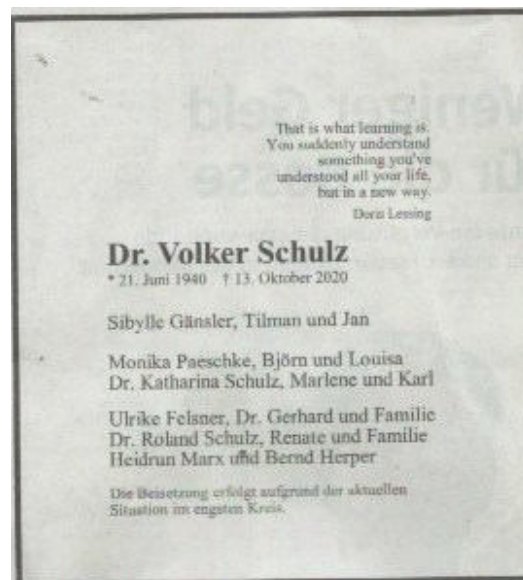 That is what learning is.
You suddenly understand
something you've
understood all your life,
but in a new way.
Doris Lessing
Dr. Volker Schulz
* 21. Juni 1940 † 13. Oktober 2020
Sibylle Gänsler, Tilman und Jan
Monika Paeschke, Björn und Louisa
Dr. Katharina Schulz, Marlene und Karl
Ulrike Felsner, Dr. Gerhard und Familie
Dr. Roland Schulz, Renate und Familie
Heidrun Marx und Bernd Herper
Die Beisetzung erfolgt aufgrund der aktuellen
Situation im engsten Kreis.